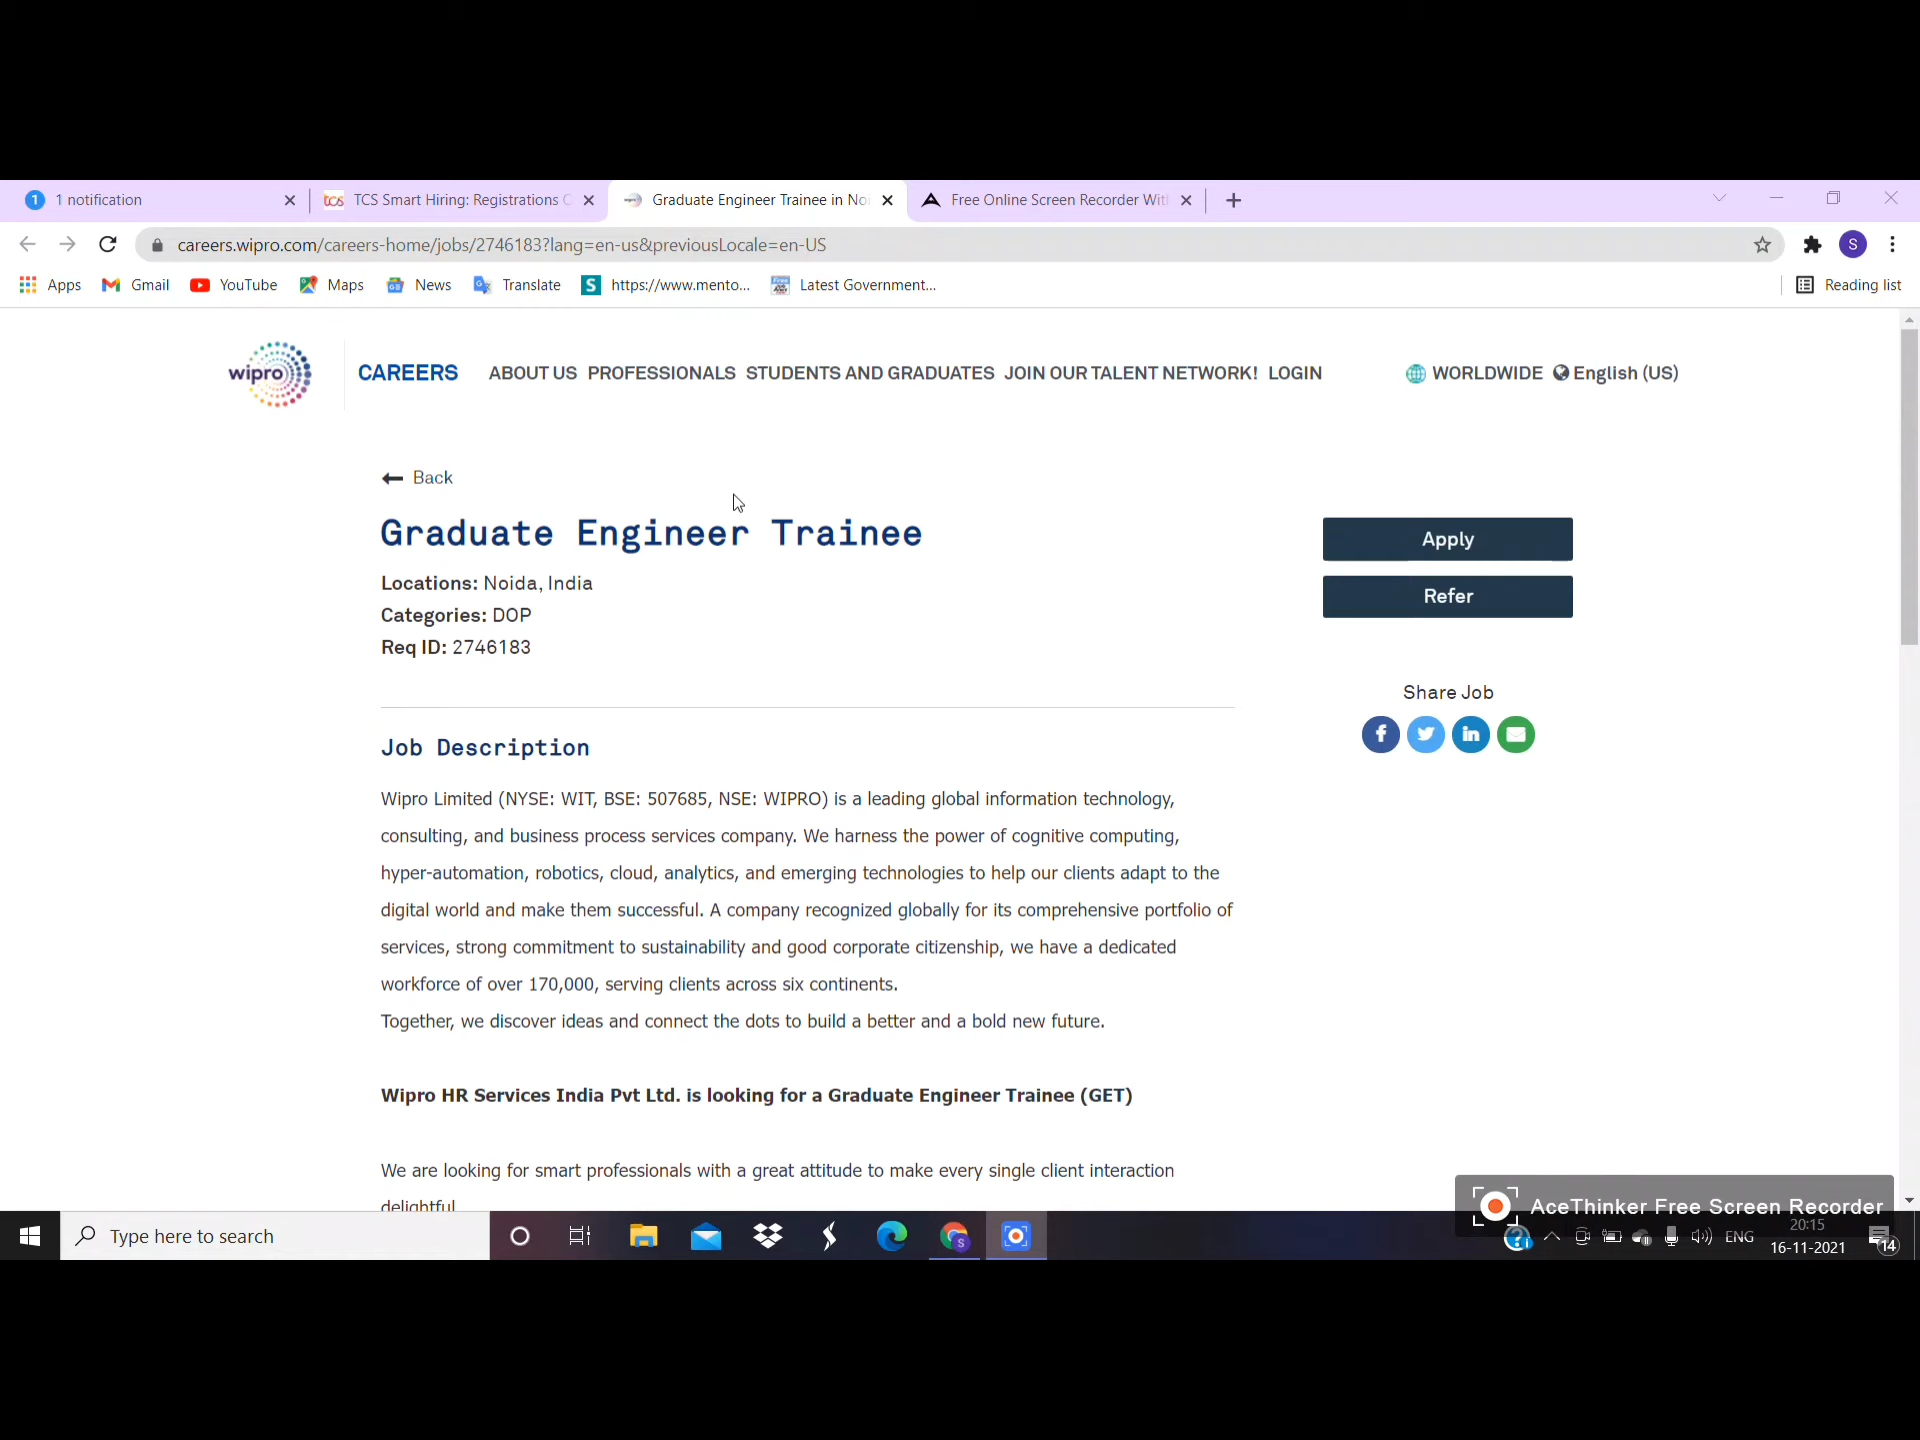 1 1 notification
tcs TCS Smart Hiring: Registrations
Graduate Engineer Trainee in No
Free Online Screen Recorder Wit
careers.wipro.com/careers-home/jobs/2746183?lang=en-us&previousLocale=en-US
S
Apps
Gmail
YouTube
Maps
News
Translate
S https://www.mento...
Latest Government...
Reading list
wipro
CAREERS
ABOUT US PROFESSIONALS STUDENTS AND GRADUATES JOIN OUR TALENT NETWORK! LOGIN
WORLDWIDE English (US)
Back
Graduate Engineer Trainee
Locations: Noida, India
Categories: DOP
Req ID: 2746183
Apply
Refer
Share Job
Job Description
Wipro Limited (NYSE: WIT, BSE: 507685, NSE: WIPRO) is a leading global information technology,
consulting, and business process services company. We harness the power of cognitive computing,
hyper-automation, robotics, cloud, analytics, and emerging technologies to help our clients adapt to the
digital world and make them successful. A company recognized globally for its comprehensive portfolio of
services, strong commitment to sustainability and good corporate citizenship, we have a dedicated
workforce of over 170,000, serving clients across six continents.
Together, we discover ideas and connect the dots to build a better and a bold new future.
Wipro HR Services India Pvt Ltd. is looking for a Graduate Engineer Trainee (GET)
We are looking for smart professionals with a great attitude to make every single client interaction
delightful
AceThinker Free Screen Recorder
Type here to search
S
ENG
20:15
16-11-2021
14